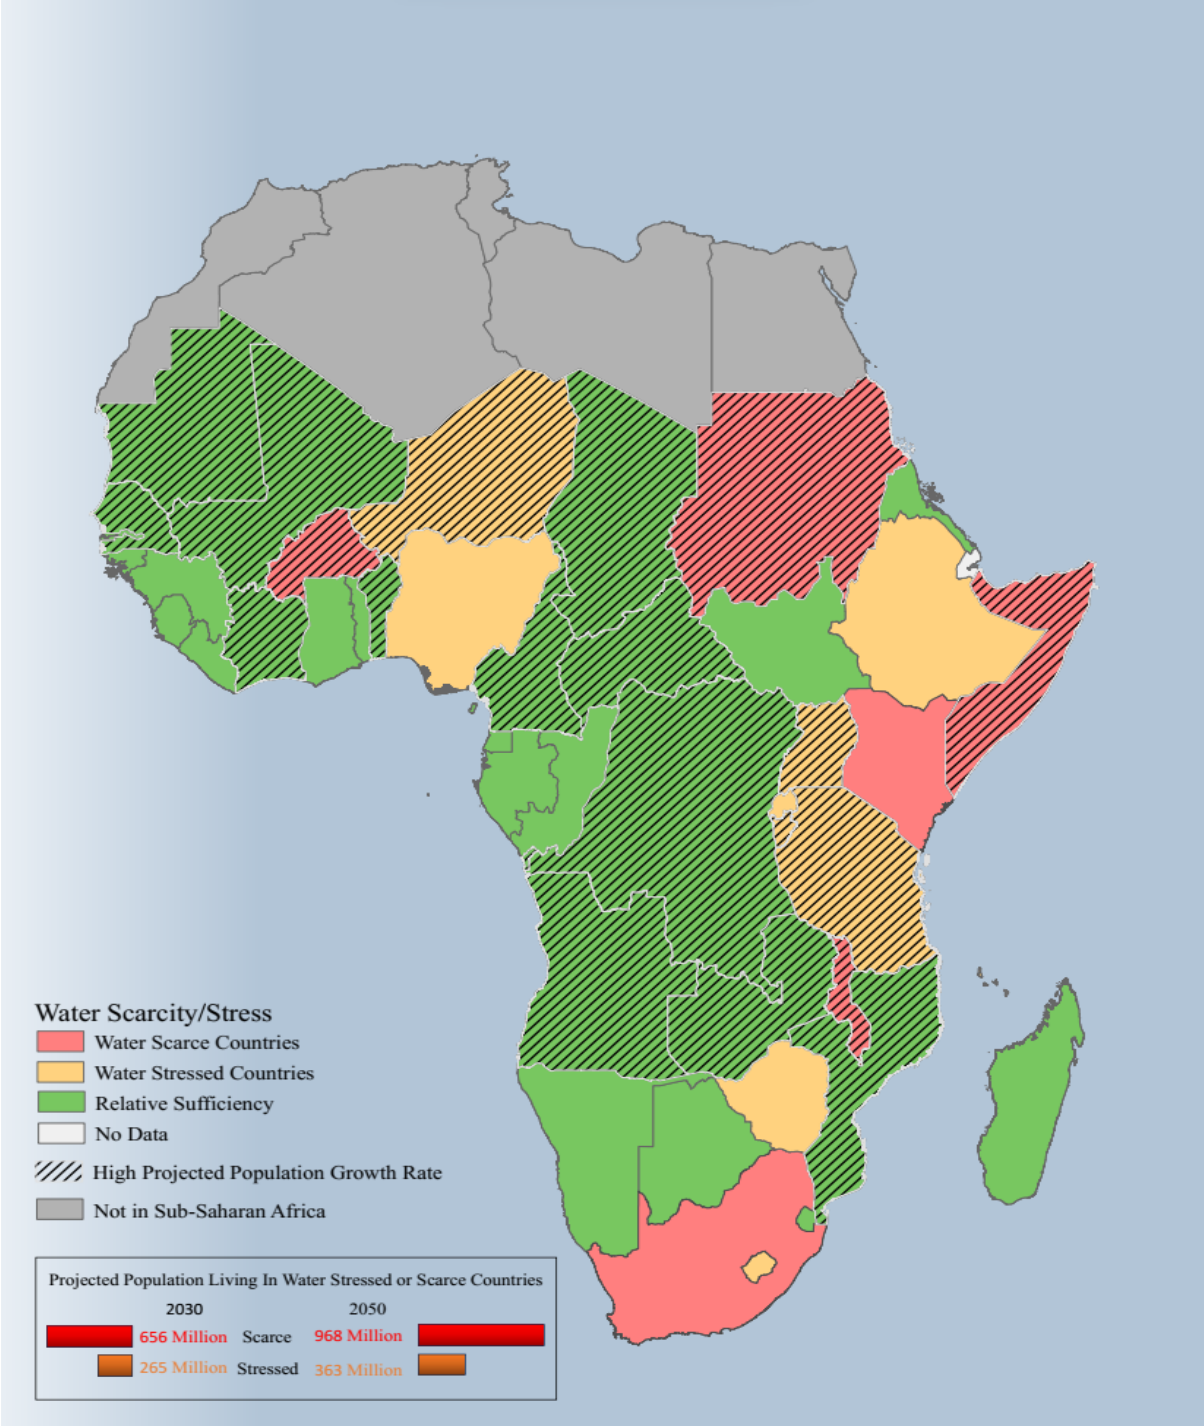 Water Scarcity/Stress
Water Scarce Countries
Water Stressed Countries
Relative Sufficiency
No Data
High Projected Population Growth Rate
Not in Sub-Saharan Africa
Projected Population Living In Water Stressed or Scarce Countries
2030 2050
656 Million Scarce 968 Million
265 Million Stressed 363 Million